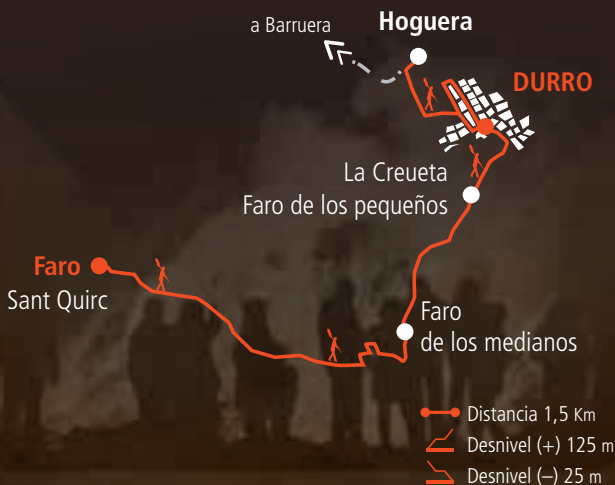 a Barruera
Hoguera
DURRO
La Creueta
Faro de los pequeños
Faro
Sant Quirc
Faro
de los medianos
Distancia 1,5 Km
Desnivel (+) 125 m
Desnivel (–) 25 m